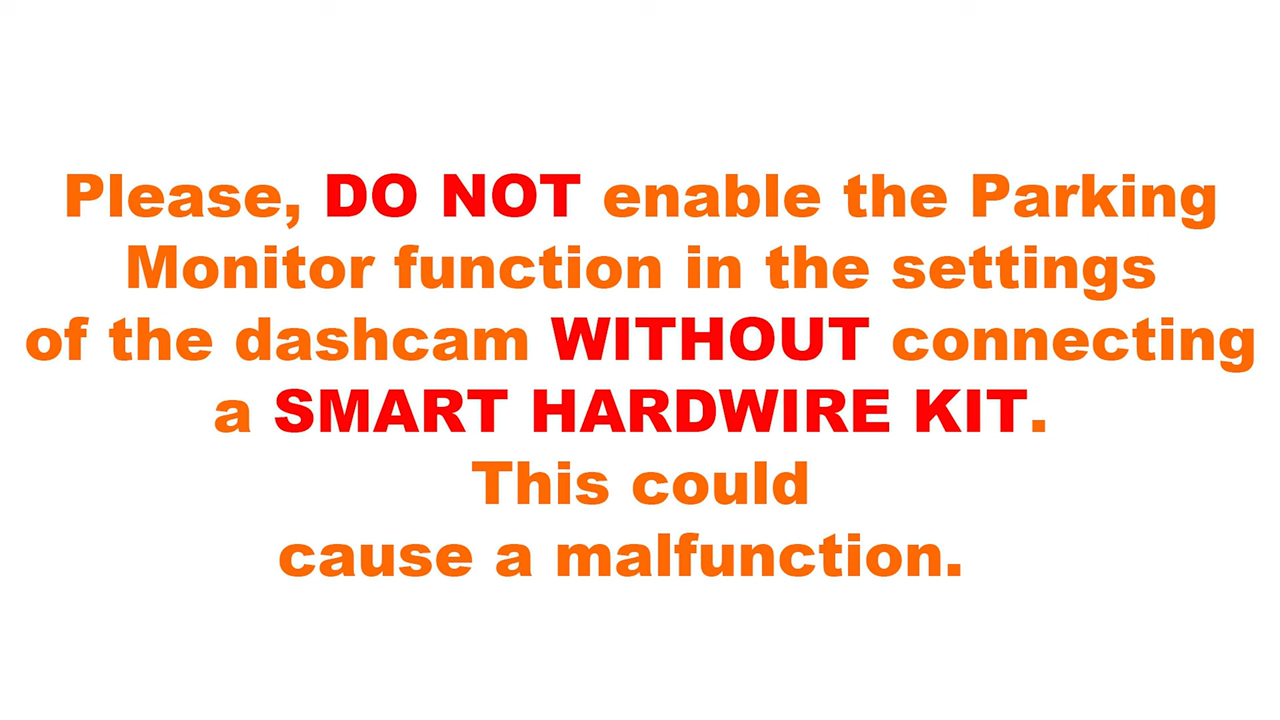 Please, DO NOT enable the Parking
Monitor function in the settings
of the dashcam WITHOUT connecting
a SMART HARDWIRE KIT.
This could
cause a malfunction.